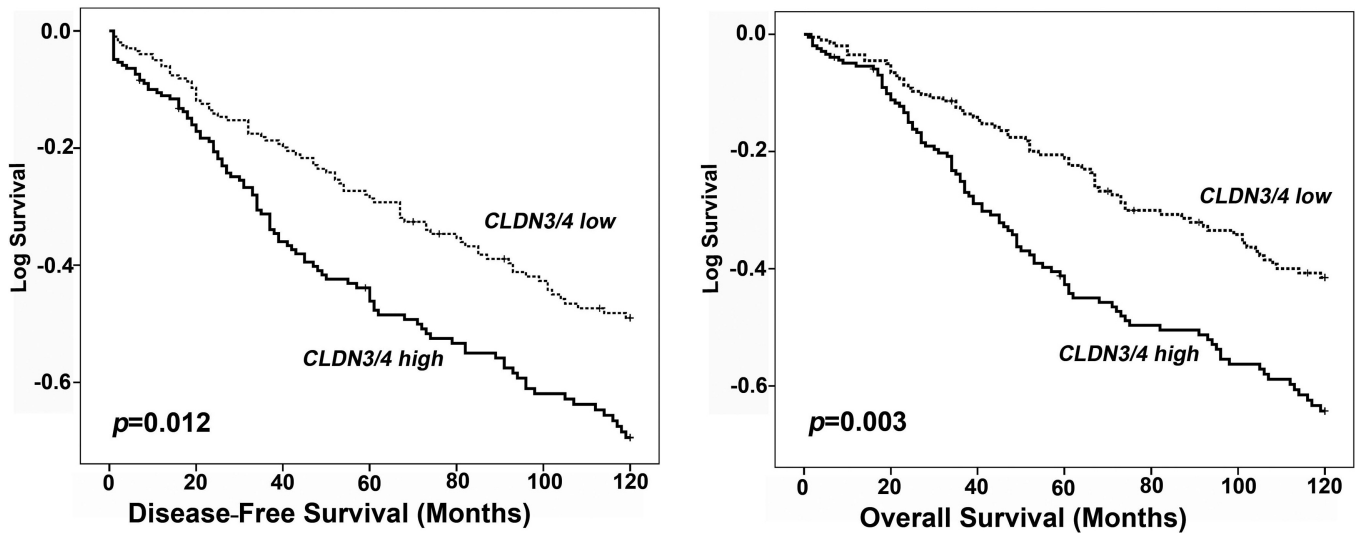 0.0
-0.2
-0.4
-0.6
Log Survival
CLDN3/4 low
CLDN3/4 high
p=0.012
0 20 40 60 80 100 120
Disease-Free Survival (Months)
0.0
-0.2
-0.4
-0.6
Log Survival
CLDN3/4 low
CLDN3/4 high
p=0.003
0 20 40 60 80 100 120
Overall Survival (Months)